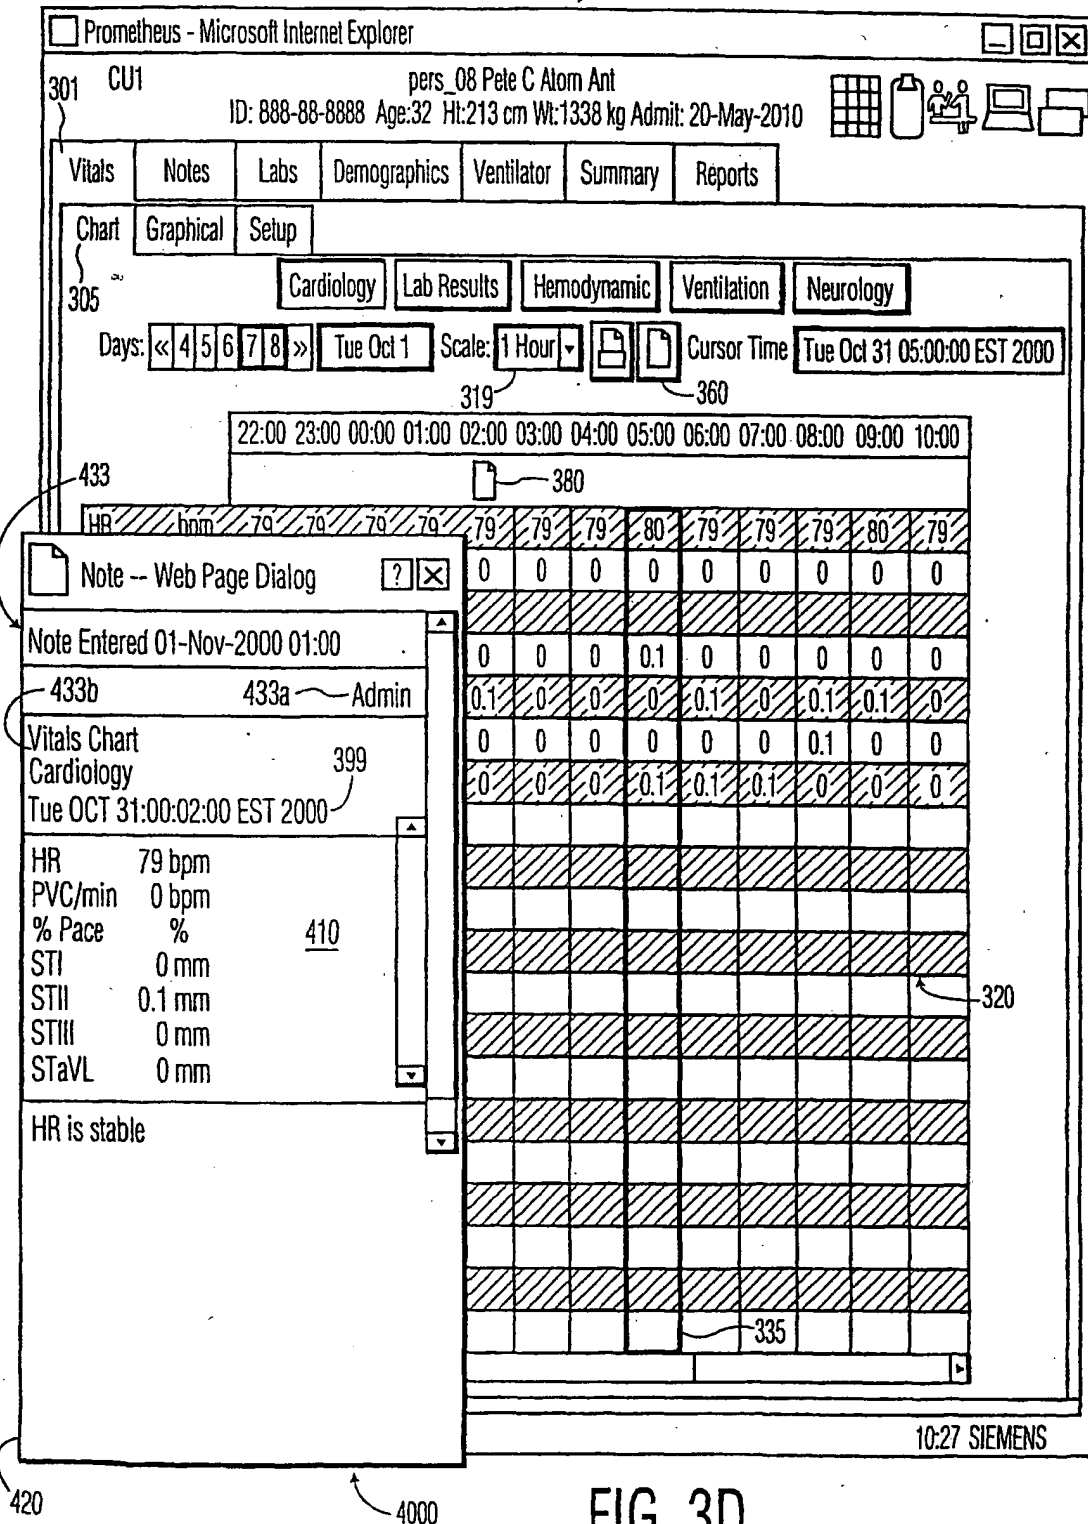 Prometheus - Microsoft Internet Explorer
301 CU1 pers_08 Pete C Atom Ant
ID: 888-88-8888 Age:32 Ht:213 cm Wt:1338 kg Admit: 20-May-2010
Vitals Notes Labs Demographics Ventilator Summary Reports
Chart Graphical Setup
305 Cardiology Lab Results Hemodynamic Ventilation Neurology
Days: « 4 5 6 7 8 » Tue Oct 1 Scale: 1 Hour Cursor Time Tue Oct 31 05:00:00 EST 2000
319 360
22:00 23:00 00:00 01:00 02:00 03:00 04:00 05:00 06:00 07:00 08:00 09:00 10:00
433 380
HR bpm 79 79 79 79 79 79 79 80 79 79 79 80 79
Note -- Web Page Dialog ? X
0 0 0 0 0 0 0 0 0
Note Entered 01-Nov-2000 01:00
0 0 0 0.1 0 0 0 0 0
433b 433a Admin
0.1 0 0 0 0.1 0 0.1 0.1 0
Vitals Chart
0 0 0 0 0 0 0.1 0 0
Cardiology 399
0 0 0 0.1 0.1 0.1 0 0 0
Tue OCT 31:00:02:00 EST 2000
HR 79 bpm
PVC/min 0 bpm
% Pace % 410
STI 0 mm
STII 0.1 mm
320
STIII 0 mm
STaVL 0 mm
HR is stable
335
10:27 SIEMENS
420 4000
FIG. 3D